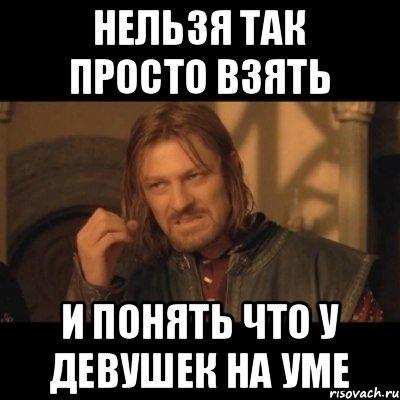 НЕЛЬЗЯ ТАК
ПРОСТО ВЗЯТЬ
И ПОНЯТЬ ЧТО У
ДЕВУШЕК НА УМЕ
risovach.ru